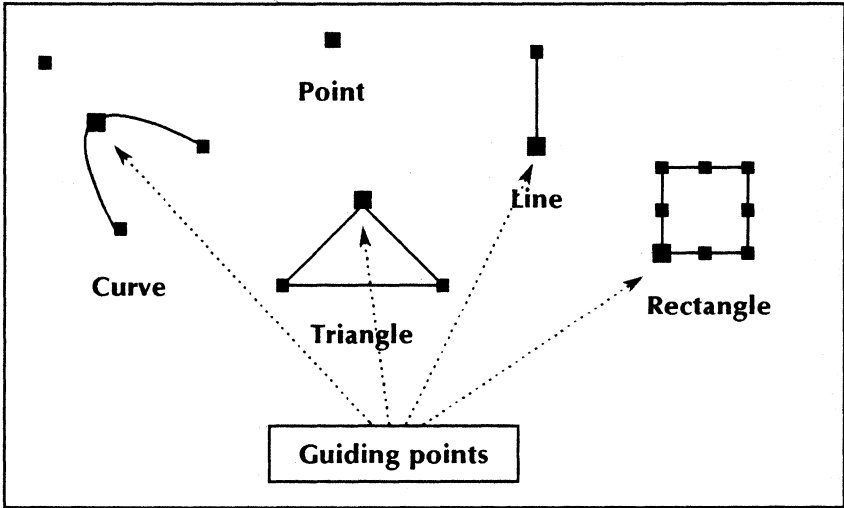 Point
Line
Curve
Triangle
Rectangle
Guiding points